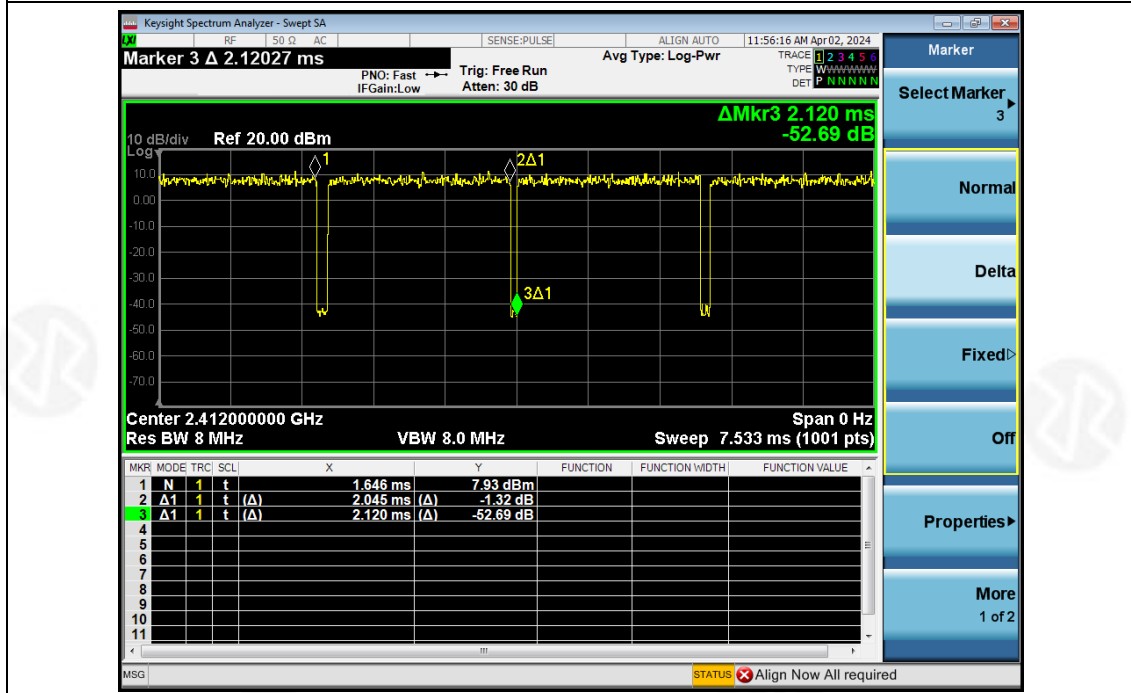 Keysight Spectrum Analyzer - Swept SA
LXI RF 50 Ω AC SENSE:PULSE ALIGN AUTO 11:56:16 AM Apr 02, 2024
Marker 3 Δ 2.12027 ms
PNO: Fast Trig: Free Run Avg Type: Log-Pwr TRACE 1 2 3 4 5 6
IFGain:Low Atten: 30 dB TYPE WWWWWW
DET P N N N N N
ΔMkr3 2.120 ms
-52.69 dB
10 dB/div Ref 20.00 dBm
Log
1
2Δ1
3Δ1
10.0
0.00
-10.0
-20.0
-30.0
-40.0
-50.0
-60.0
-70.0
Center 2.412000000 GHz Span 0 Hz
Res BW 8 MHz VBW 8.0 MHz Sweep 7.533 ms (1001 pts)
MKR MODE TRC SCL X Y FUNCTION FUNCTION WIDTH FUNCTION VALUE
1 N 1 t 1.646 ms 7.93 dBm
2 Δ1 1 t (Δ) 2.045 ms (Δ) -1.32 dB
3 Δ1 1 t (Δ) 2.120 ms (Δ) -52.69 dB
4
5
6
7
8
9
10
11
MSG STATUS Align Now All required
Marker
Select Marker
3
Normal
Delta
Fixed
Off
Properties
More
1 of 2